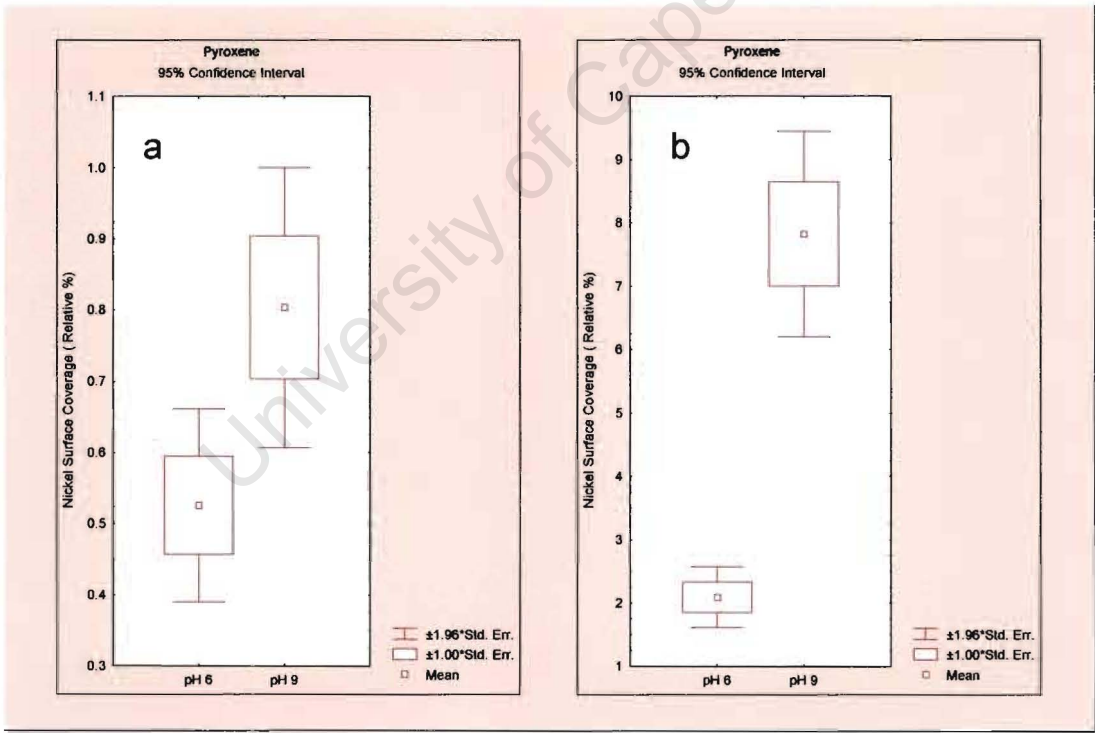 Pyroxene
95% Confidence Interval
a
1.1
1.0
0.9
0.8
0.7
0.6
0.5
0.4
0.3
Nickel Surface Coverage ( Relative %)
pH 6 pH 9
±1.96*Std. Err.
±1.00*Std. Err.
Mean
Pyroxene
95% Confidence Interval
b
10
9
8
7
6
5
4
3
2
1
Nickel Surface Coverage ( Relative %)
pH 6 pH 9
±1.96*Std. Err.
±1.00*Std. Err.
Mean
University of Cape